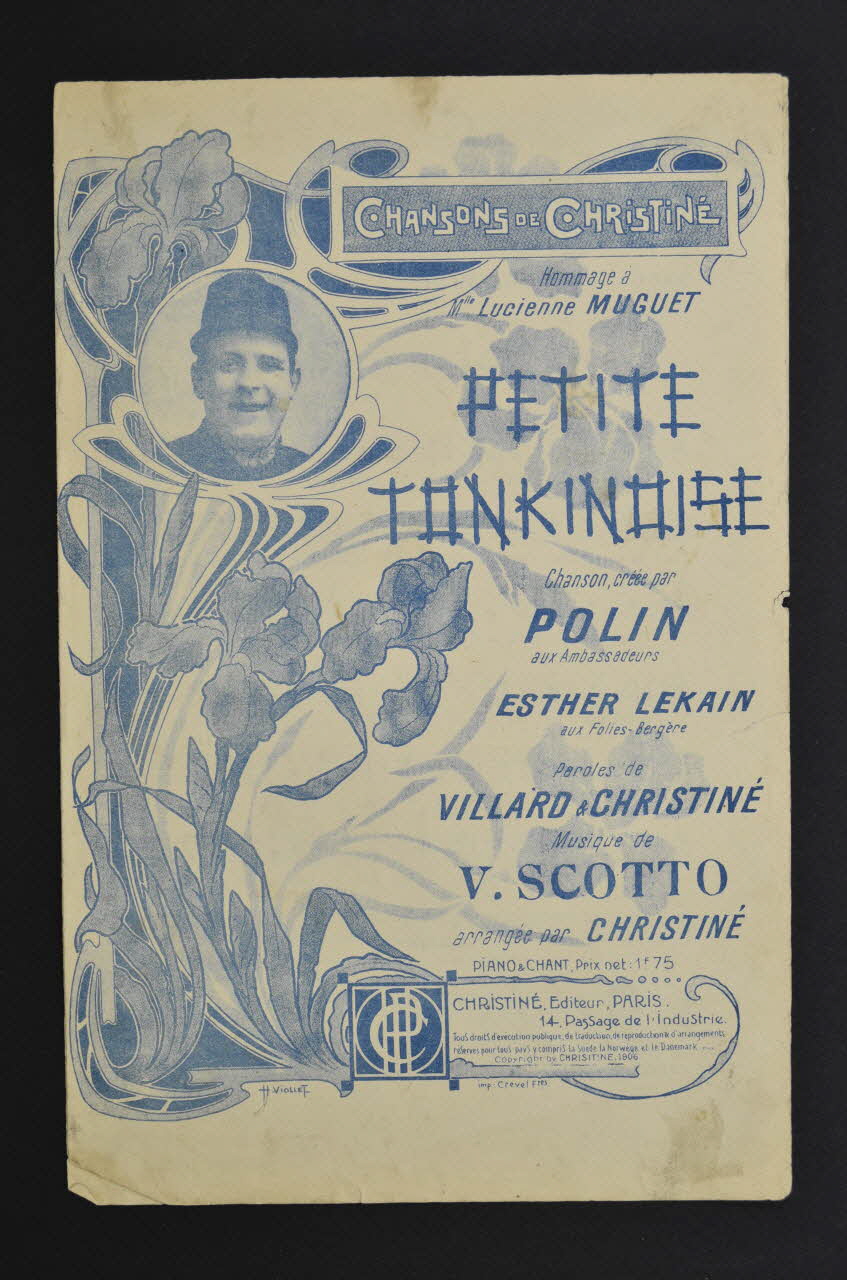 CHANSONS DE CHRISTINÉ
Hommage à
Mlle Lucienne MUGUET
PETITE
TONKINOISE
Chanson, créée par
POLIN
aux Ambassadeurs
ESTHER LEKAIN
aux Folies-Bergère
Paroles de
VILLARD & CHRISTINÉ
Musique de
V. SCOTTO
arrangée par CHRISTINÉ
PIANO & CHANT, Prix net: 1f 75
CHRISTINÉ, Editeur, PARIS.
14, Passage de l'Industrie.
Tous droits d'exécution publique, de traduction, de reproduction & d'arrangements
réservés pour tous pays y compris la Suède la Norwège et le Danemark
Copyright by CHRISITINE, 1906
H. VIOLLET
imp. Crevel Fres